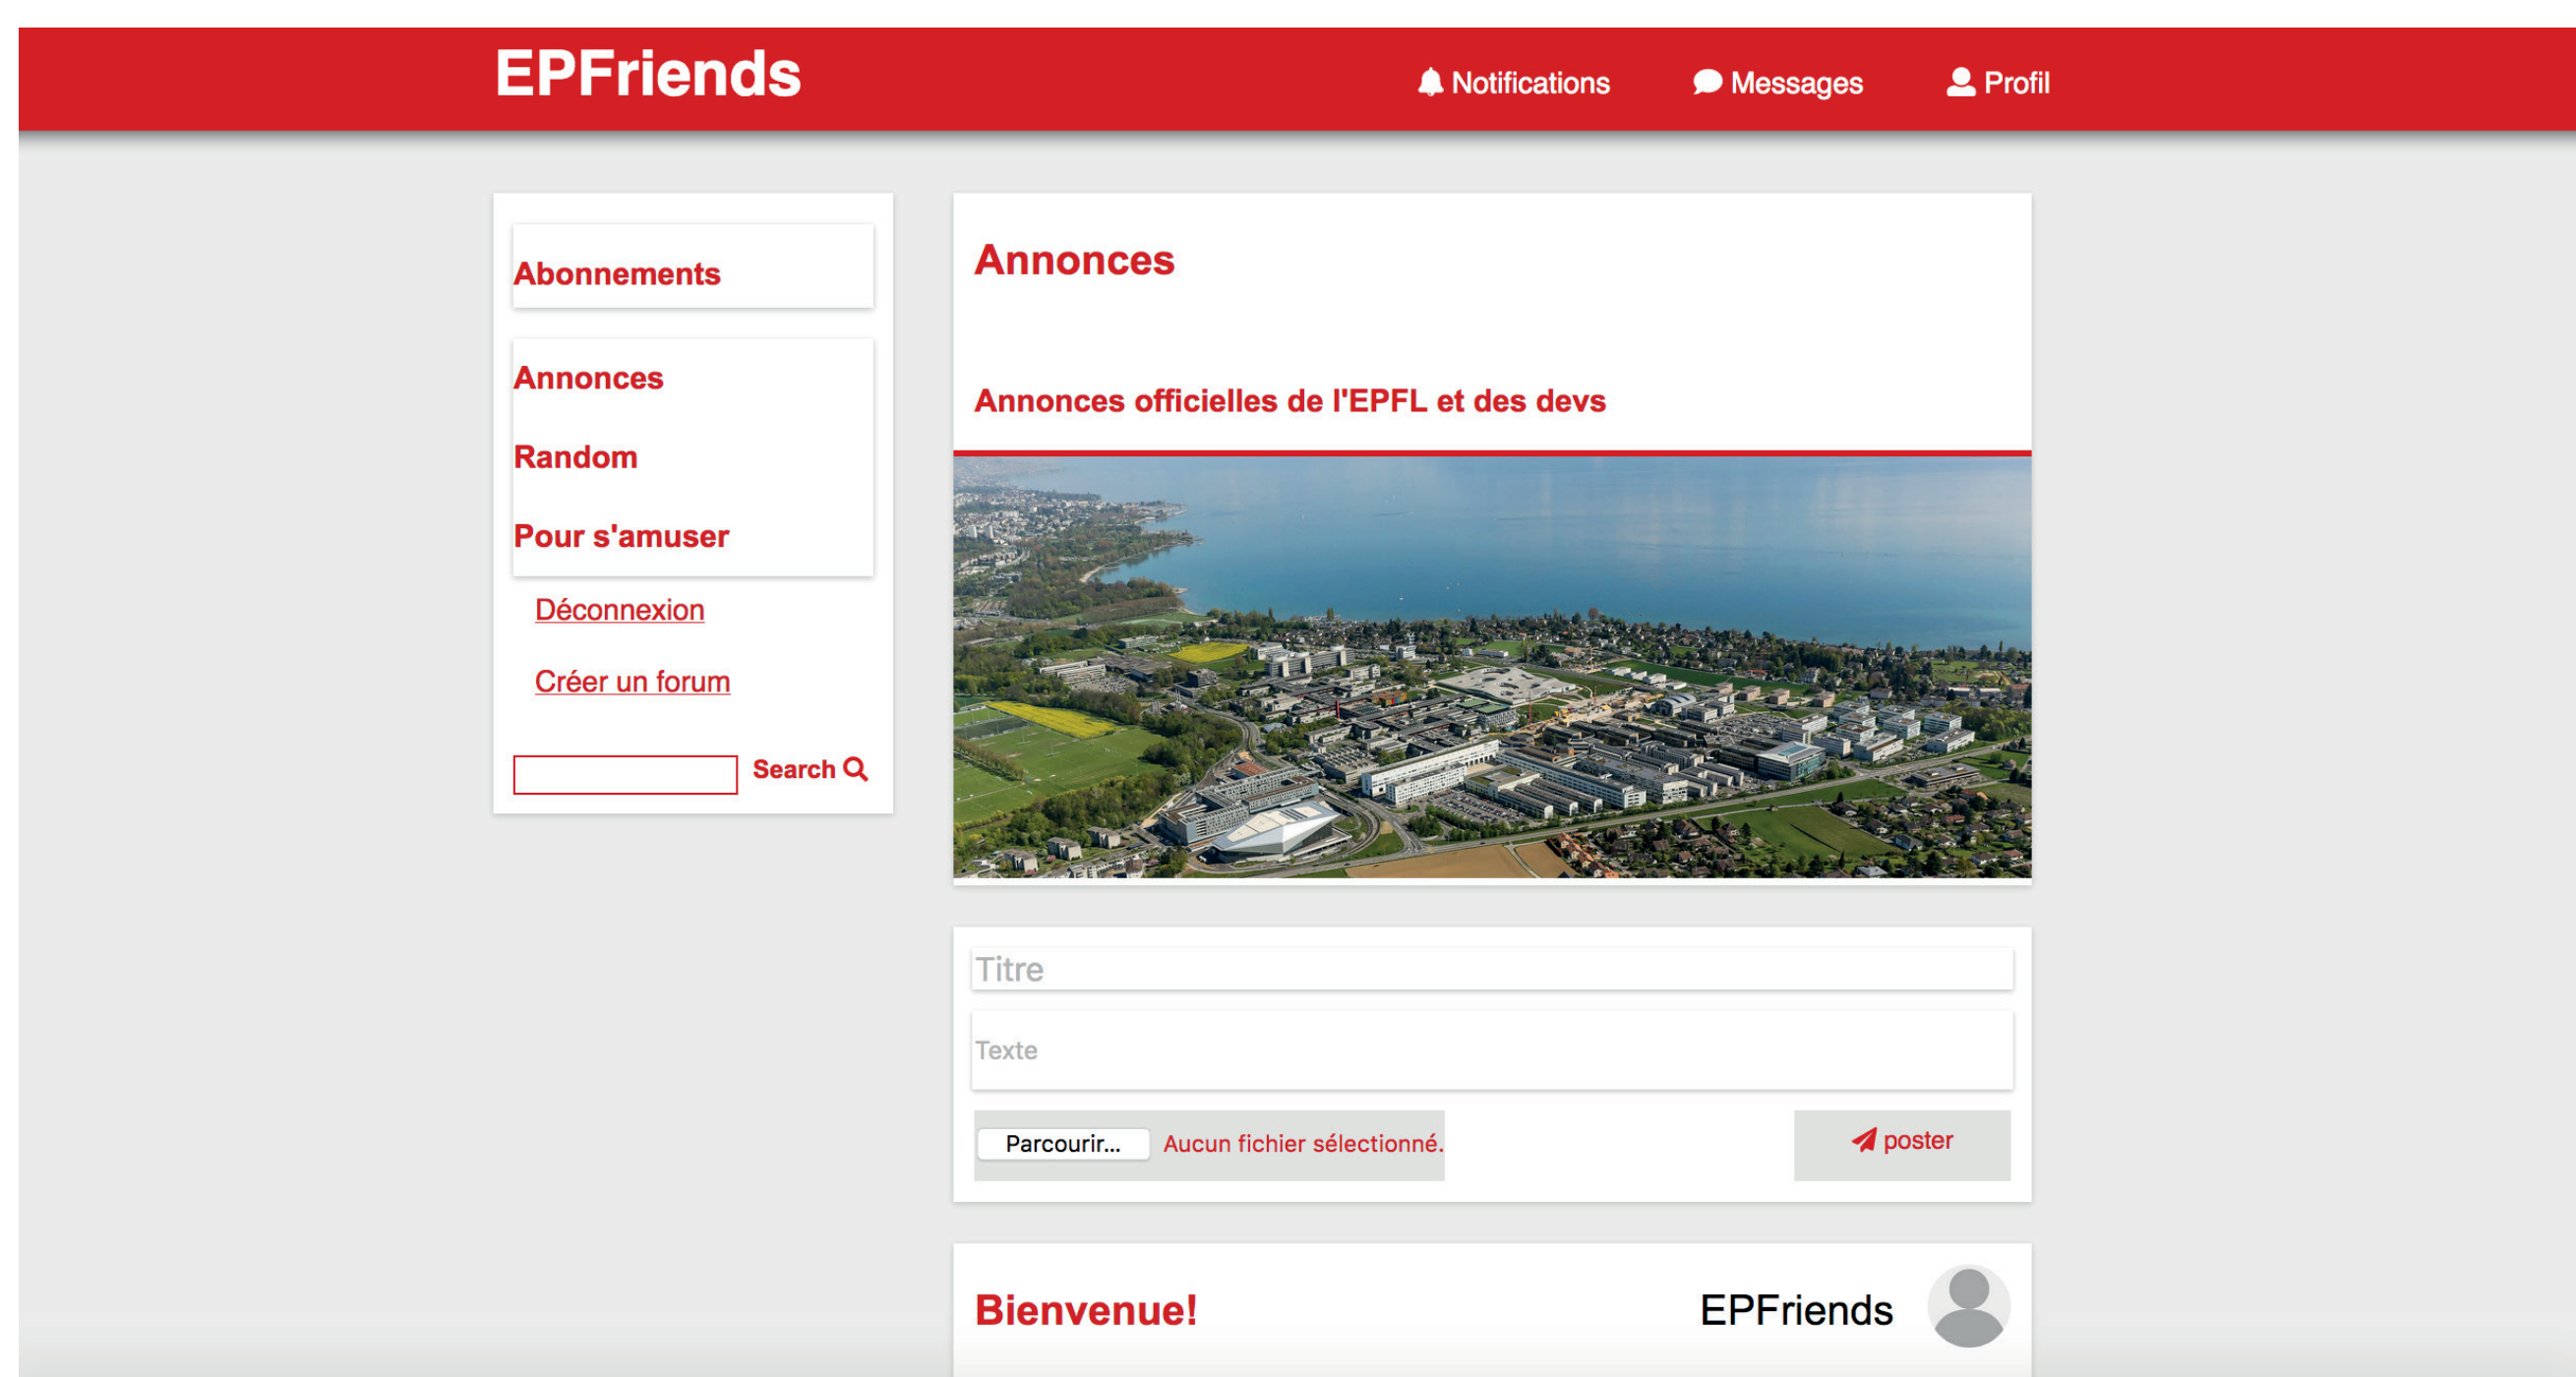 EPFriends
Notifications
Messages
Profil
Abonnements
Annonces
Random
Pour s'amuser
Déconnexion
Créer un forum
Search
Annonces
Annonces officielles de l'EPFL et des devs
Titre
Texte
Parcourir... Aucun fichier sélectionné.
poster
Bienvenue!
EPFriends